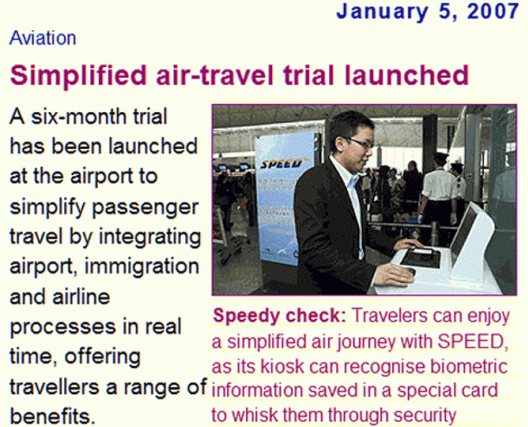 January 5, 2007
Aviation
Simplified air-travel trial launched
A six-month trial
has been launched
at the airport to
simplify passenger
travel by integrating
airport, immigration
and airline
processes in real
time, offering
travellers a range of
benefits.
SPEED
Speedy check: Travelers can enjoy
a simplified air journey with SPEED,
as its kiosk can recognise biometric
information saved in a special card
to whisk them through security